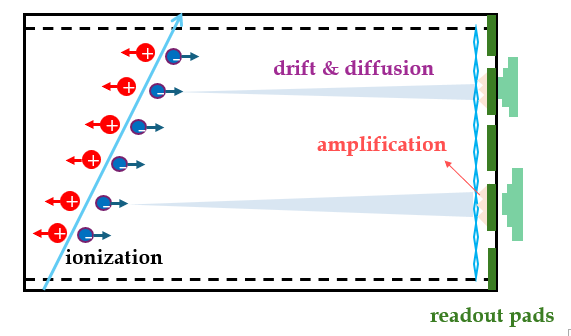 drift & diffusion
amplification
ionization
readout pads